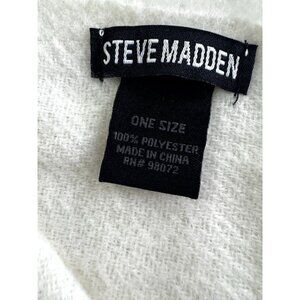 STEVE MADDEN
ONE SIZE
100% POLYESTER
MADE IN CHINA
RN# 98072